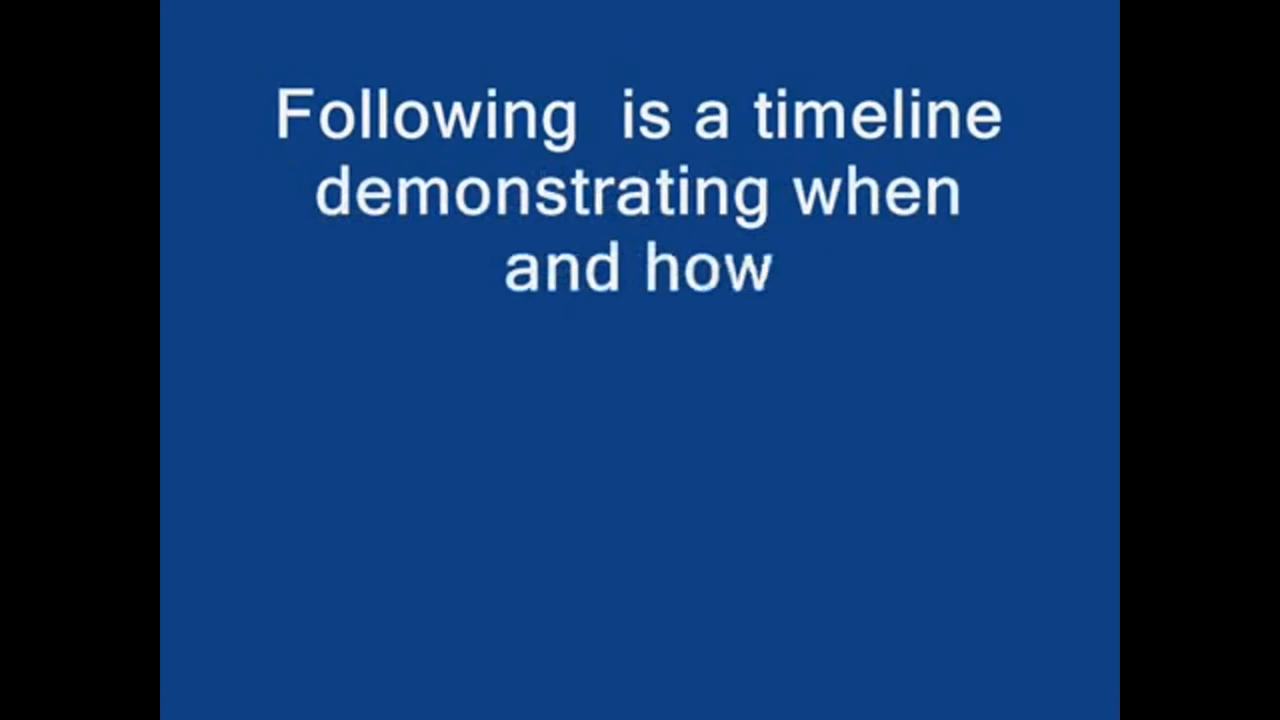 Following  is a timeline
demonstrating when
and how